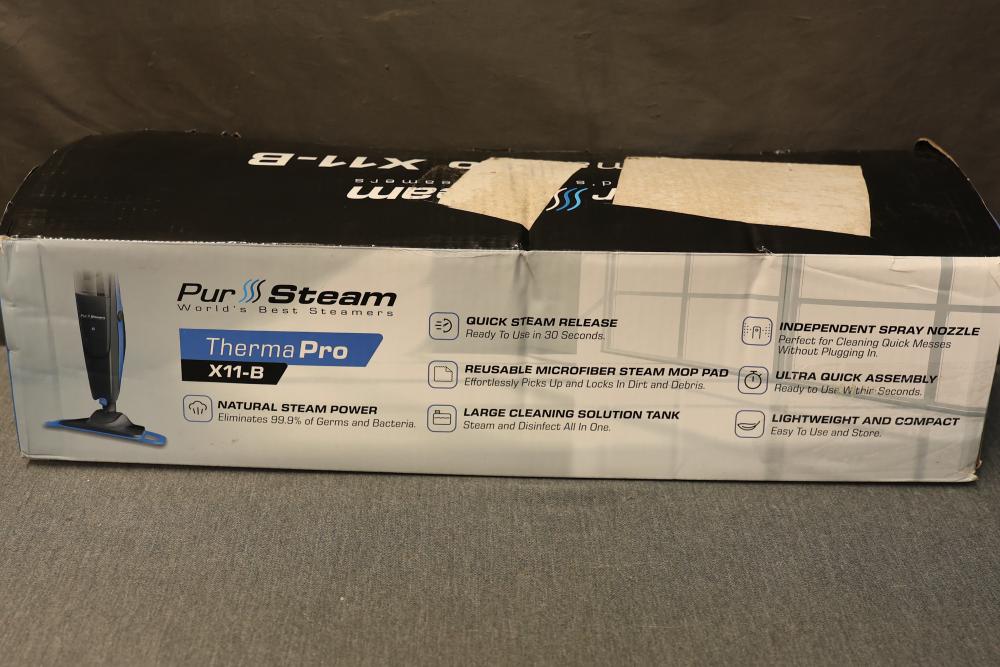 X11-B
Pur Steam
World's Best Steamers
ThermaPro
X11-B
NATURAL STEAM POWER
Eliminates 99.9% of Germs and Bacteria.
QUICK STEAM RELEASE
Ready To Use in 30 Seconds.
REUSABLE MICROFIBER STEAM MOP PAD
Effortlessly Picks Up and Locks In Dirt and Debris.
LARGE CLEANING SOLUTION TANK
Steam and Disinfect All In One.
INDEPENDENT SPRAY NOZZLE
Perfect for Cleaning Quick Messes
Without Plugging In.
ULTRA QUICK ASSEMBLY
Ready to Use Within Seconds.
LIGHTWEIGHT AND COMPACT
Easy To Use and Store.